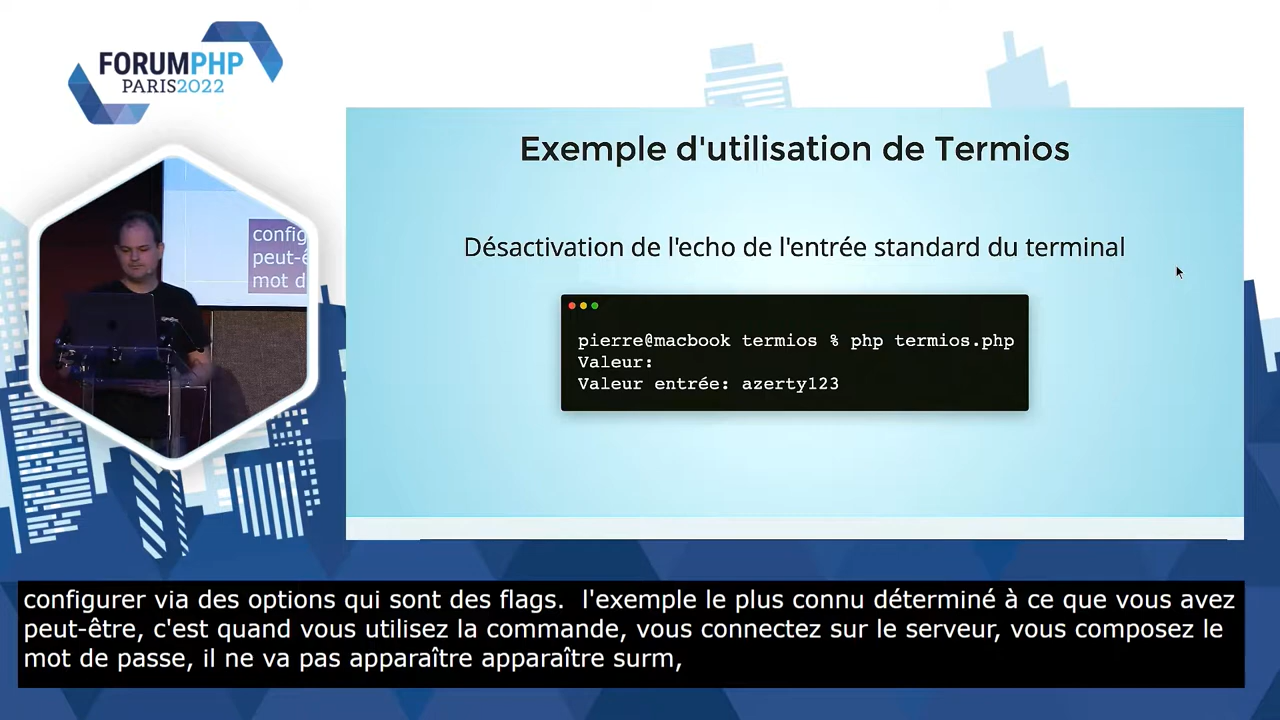 FORUMPHP
PARIS2022
Exemple d'utilisation de Termios
Désactivation de l'echo de l'entrée standard du terminal
pierre@macbook termios % php termios.php
Valeur:
Valeur entrée: azerty123
config
peut-ê
mot d
configurer via des options qui sont des flags.  l'exemple le plus connu déterminé à ce que vous avez
peut-être, c'est quand vous utilisez la commande, vous connectez sur le serveur, vous composez le
mot de passe, il ne va pas apparaître apparaître surm,